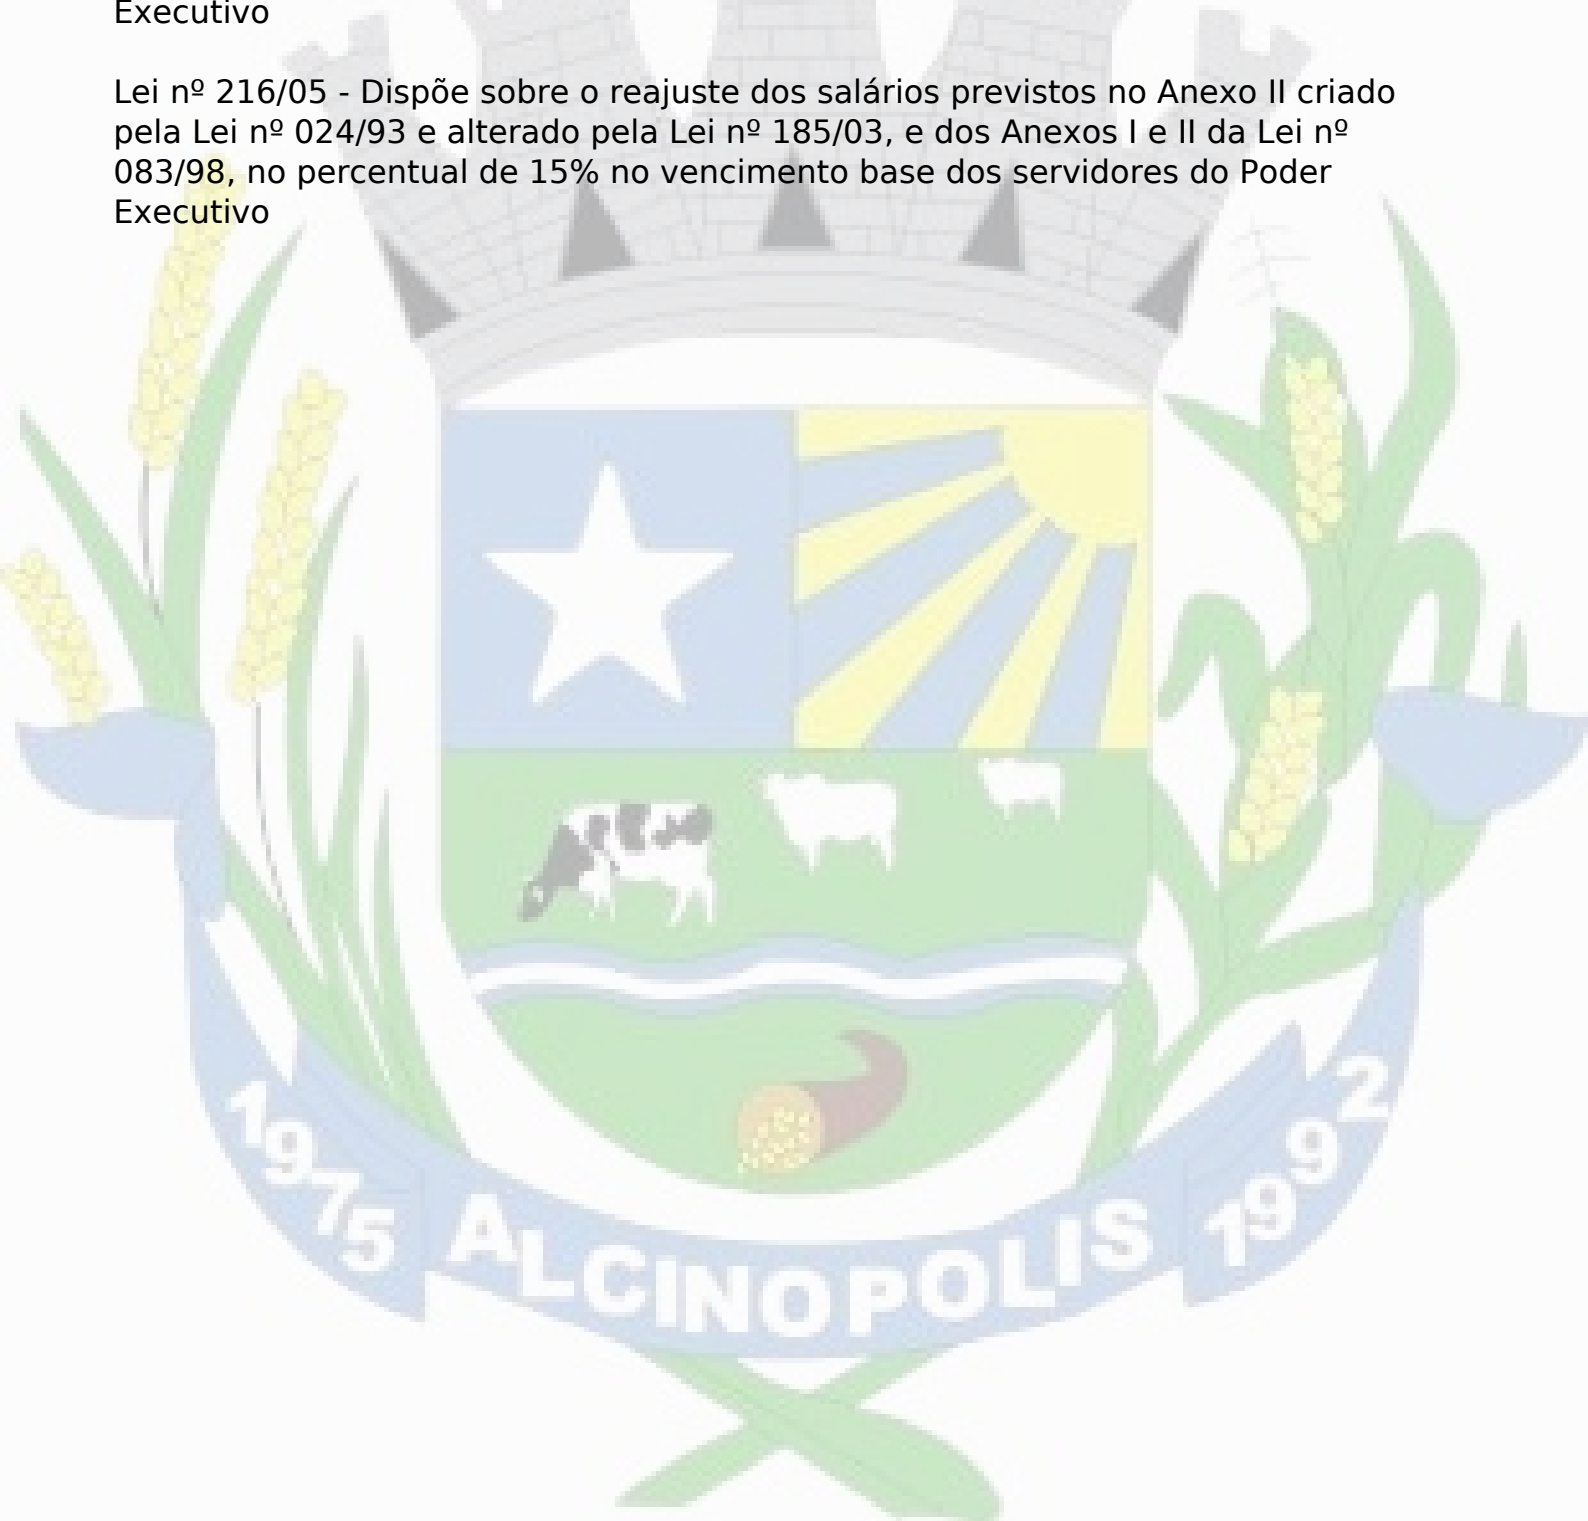 Executivo
Lei nº 216/05 - Dispõe sobre o reajuste dos salários previstos no Anexo II criado
pela Lei nº 024/93 e alterado pela Lei nº 185/03, e dos Anexos I e II da Lei nº
083/98, no percentual de 15% no vencimento base dos servidores do Poder
Executivo
1975 ALCINOPOLIS 1992